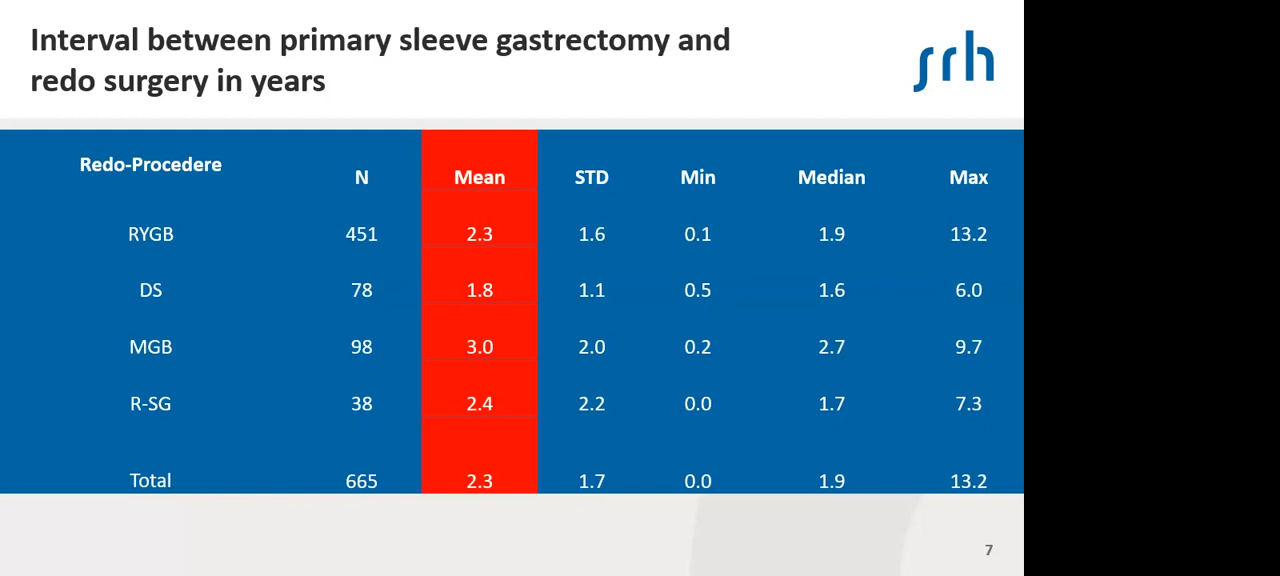 Interval between primary sleeve gastrectomy and
redo surgery in years
srh
Redo-Procedere N Mean STD Min Median Max
RYGB 451 2.3 1.6 0.1 1.9 13.2
DS 78 1.8 1.1 0.5 1.6 6.0
MGB 98 3.0 2.0 0.2 2.7 9.7
R-SG 38 2.4 2.2 0.0 1.7 7.3
Total 665 2.3 1.7 0.0 1.9 13.2
7